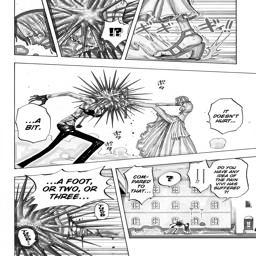 !?
IT
DOESN'T
HURT...
...A
BIT.
DO YOU
HAVE ANY
IDEA OF
THE PAIN
VIVI HAS
SUFFERED
?!
?
COM-
PARED TO
THAT...
...A FOOT,
OR TWO, OR
THREE...